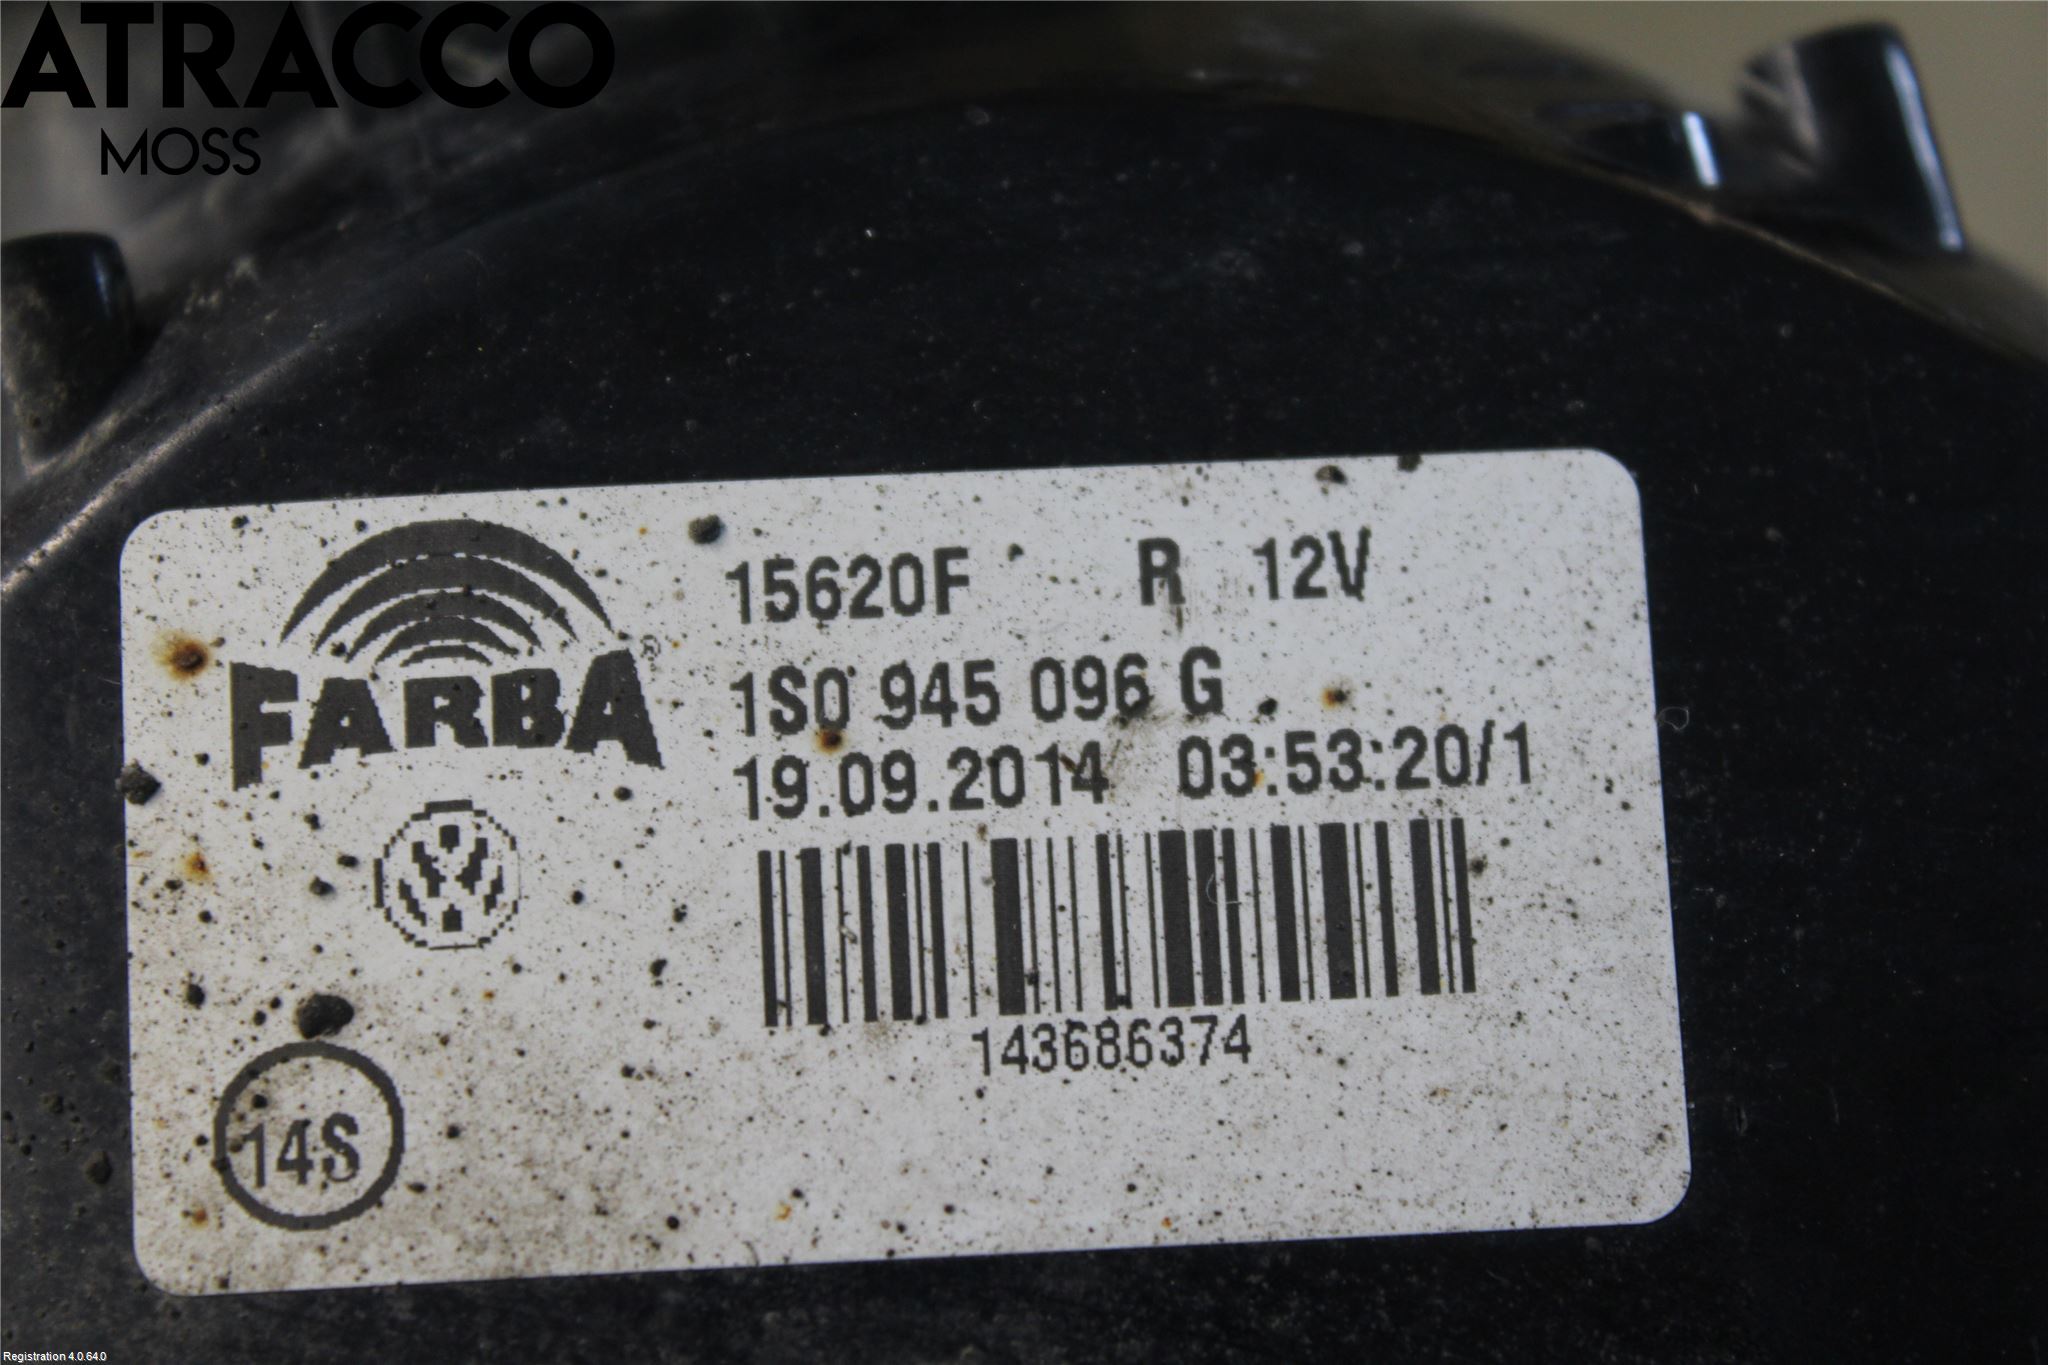 ATRACCO
MOSS
FARBA®
15620F R 12V
1S0 945 096 G
19.09.2014 03:53:20/1
143686374
14S
Registration 4.0.64.0